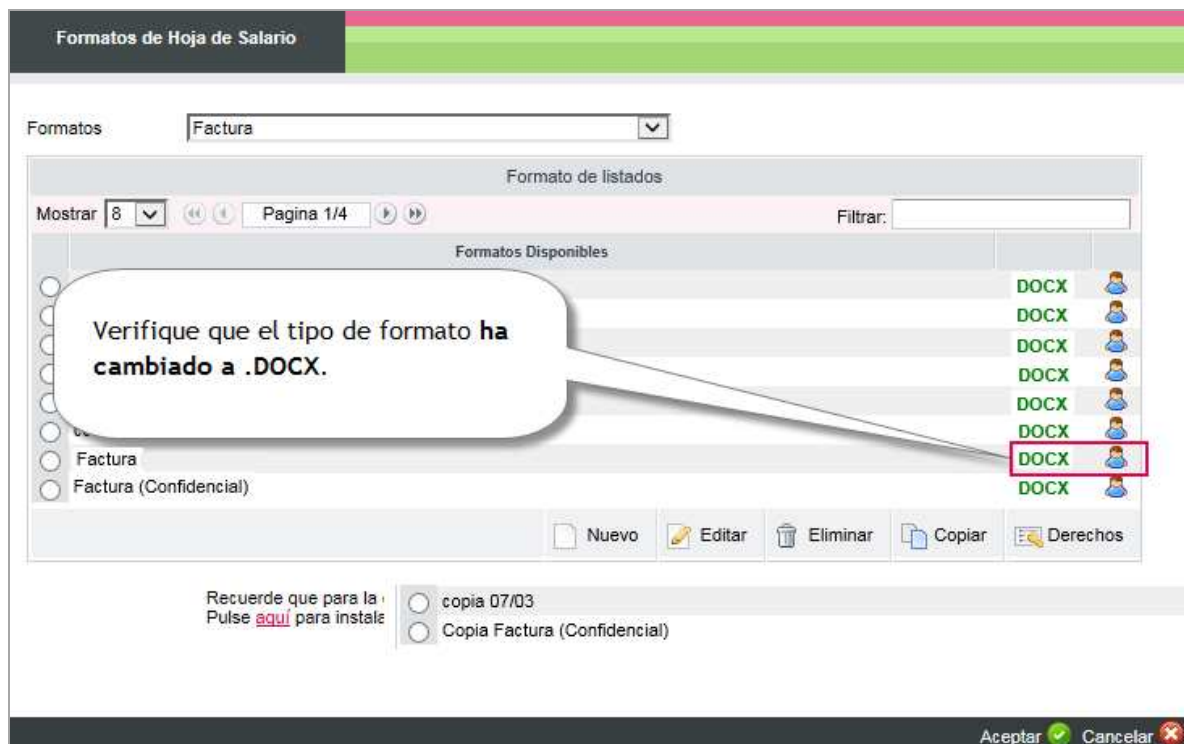 Formatos de Hoja de Salario
Formatos Factura
Formato de listados
Mostrar 8 Pagina 1/4 Filtrar:
Formatos Disponibles
DOCX
DOCX
DOCX
DOCX
DOCX
DOCX
Verifique que el tipo de formato ha
cambiado a .DOCX.
Factura DOCX
Factura (Confidencial) DOCX
Nuevo Editar Eliminar Copiar Derechos
Recuerde que para la
Pulse aquí para instala
copia 07/03
Copia Factura (Confidencial)
Aceptar Cancelar